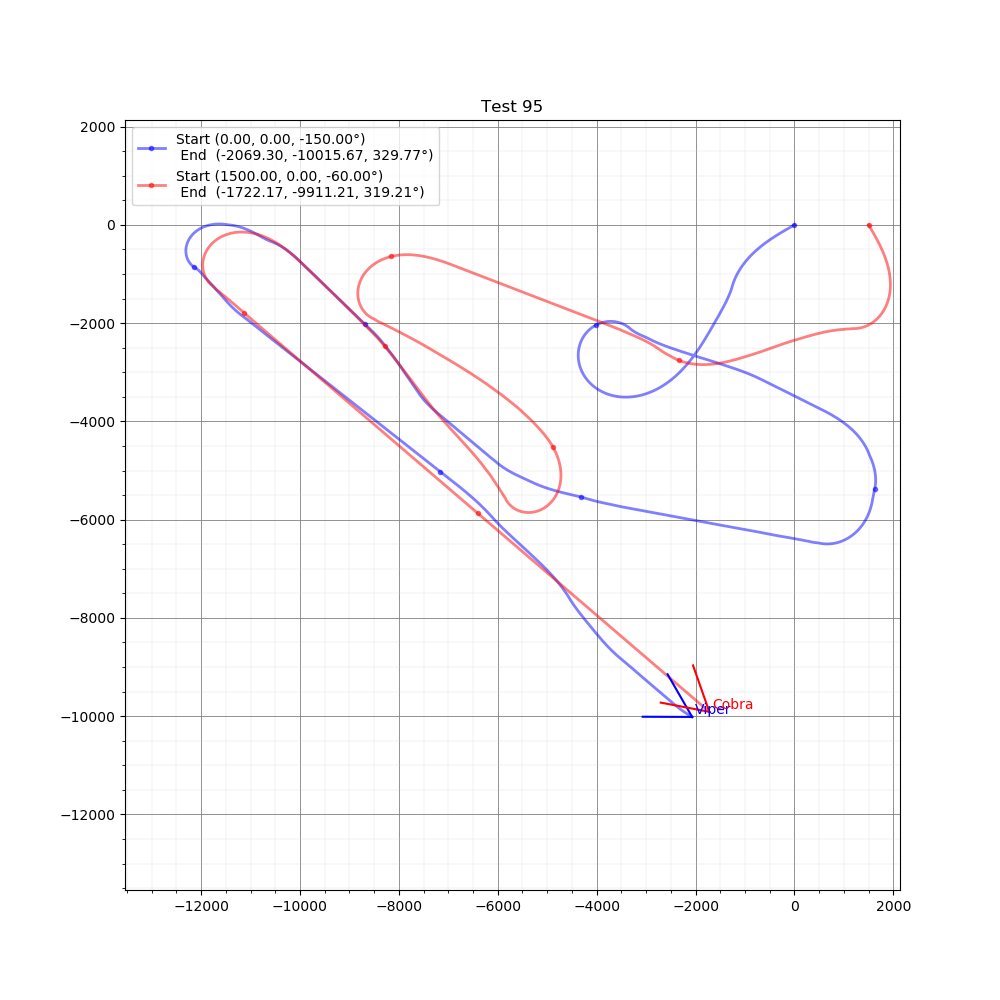 Test 95
Start (0.00, 0.00, -150.00°)
End  (-2069.30, -10015.67, 329.77°)
Start (1500.00, 0.00, -60.00°)
End  (-1722.17, -9911.21, 319.21°)
2000
0
−2000
−4000
−6000
−8000
−10000
−12000
Cobra
Viper
−12000 −10000 −8000 −6000 −4000 −2000 0 2000